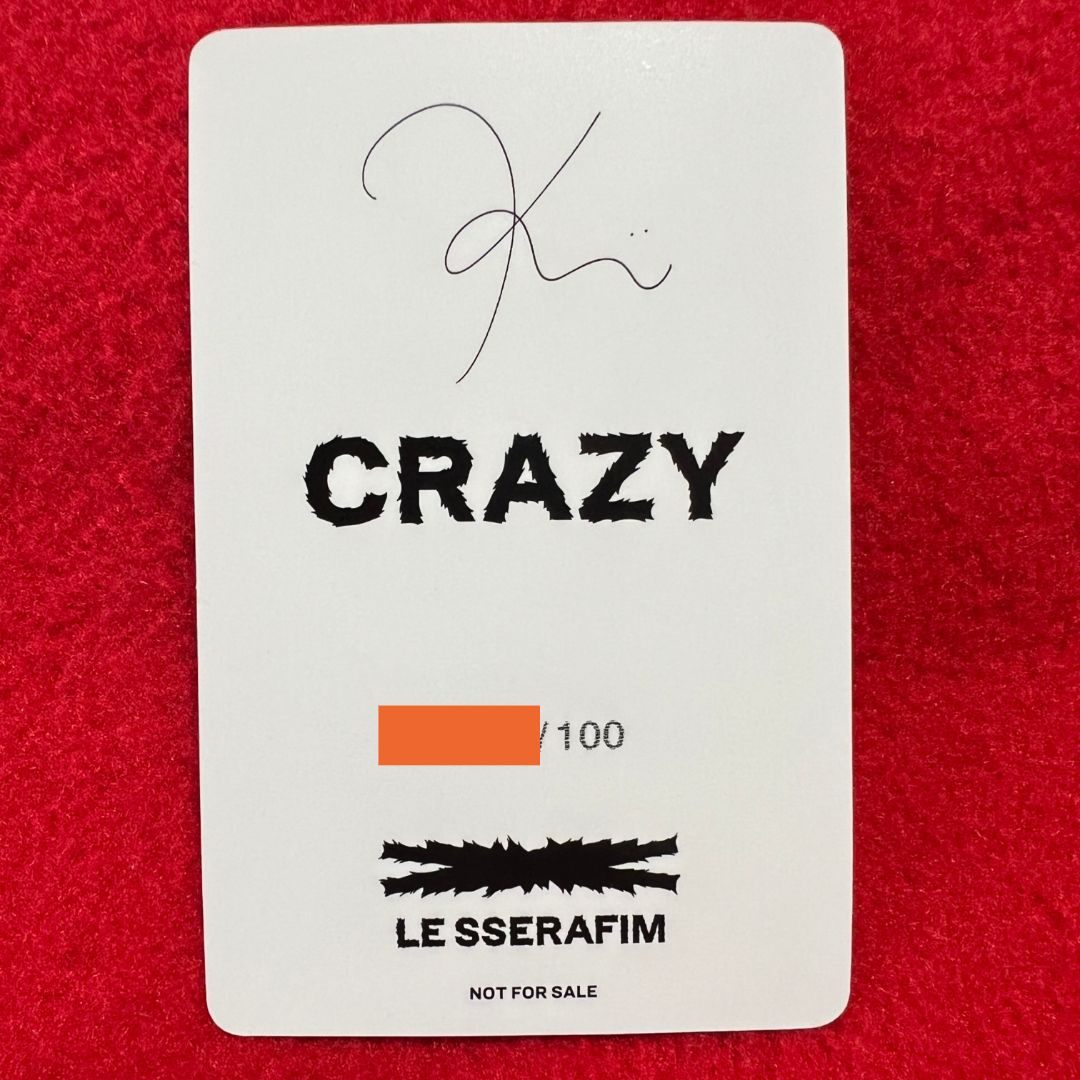 CRAZY
/100
LE SSERAFIM
NOT FOR SALE